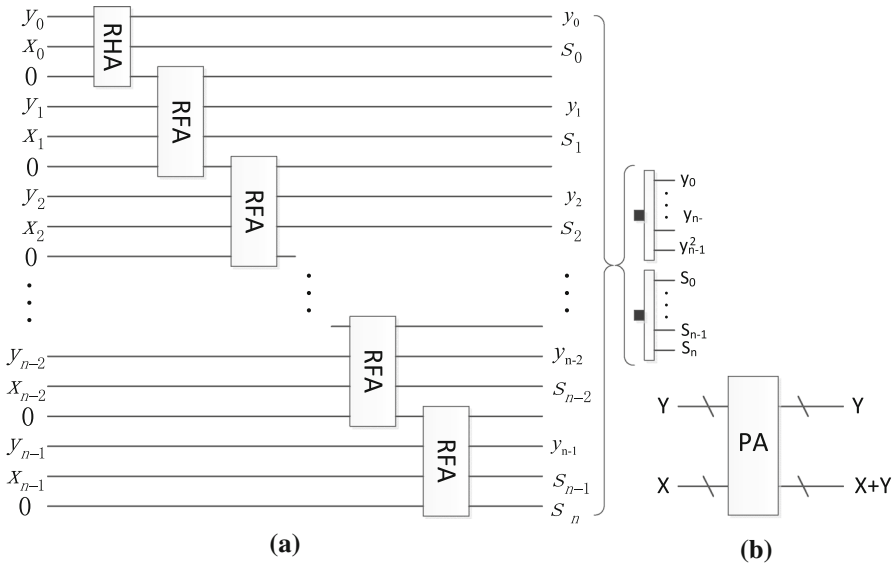 y0 RHA y0
x0 S0
0
y1 RFA y1
x1 S1
0
y2 RFA y2
x2 S2
0
yn-2 RFA yn-2
xn-2 Sn-2
0
yn-1 RFA yn-1
xn-1 Sn-1
0 Sn
(a)
y0
yn-
y2n-1
S0
Sn-1
Sn
Y PA Y
X X+Y
(b)